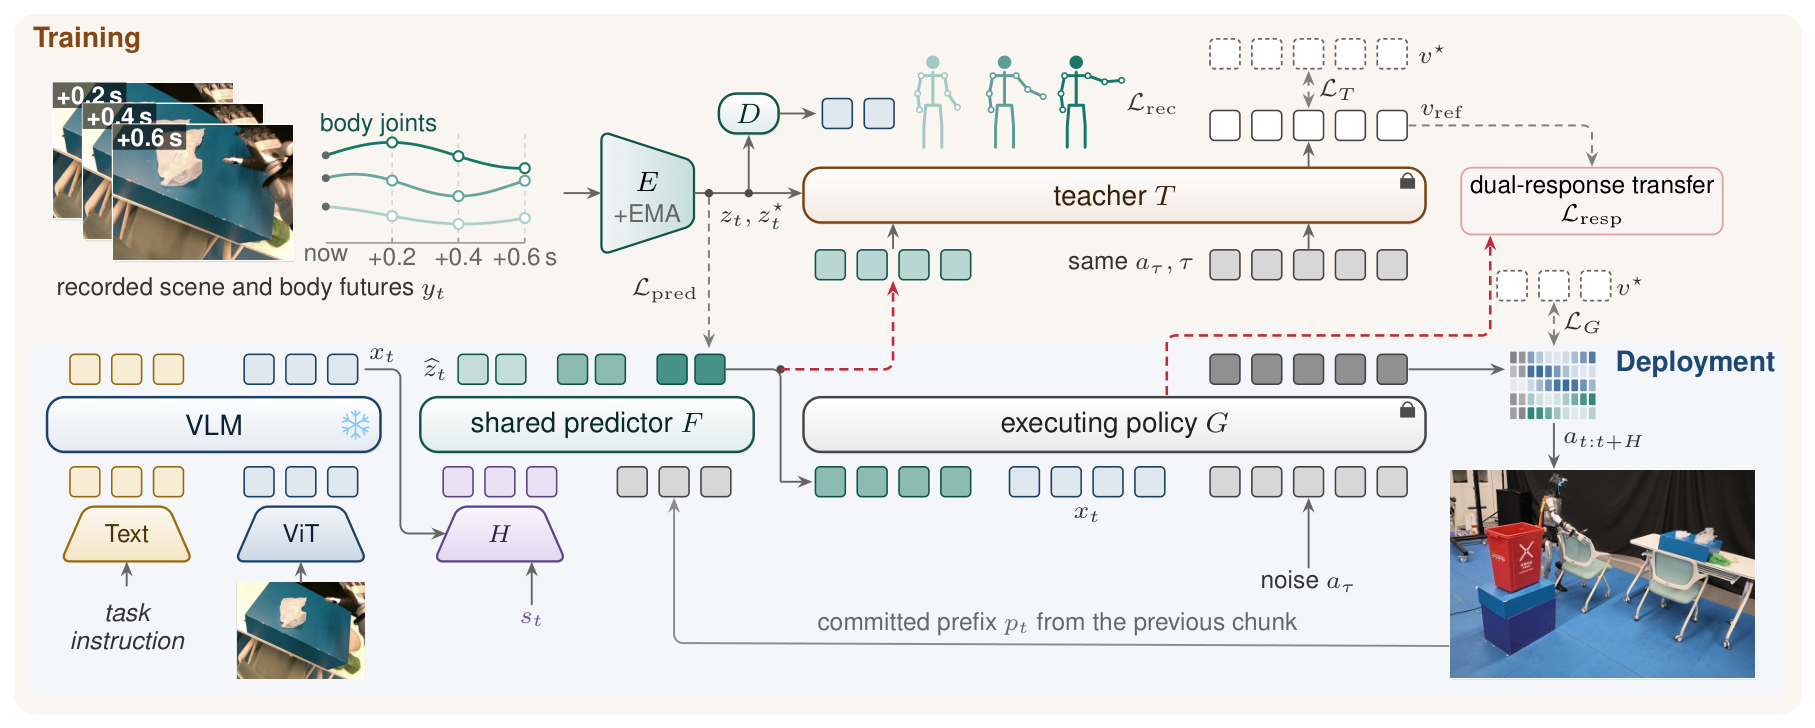 Training
+0.2 s
+0.4 s
+0.6 s
body joints
now +0.2 +0.4 +0.6 s
recorded scene and body futures y_t
E
+EMA
D
z_t, z_t^⋆
L_rec
v^⋆
L_T
v_ref
teacher T
dual-response transfer
L_resp
same a_τ, τ
L_pred
v^⋆
L_G
Deployment
x_t
ẑ_t
VLM
shared predictor F
executing policy G
a_{t:t+H}
Text
ViT
H
x_t
task
instruction
s_t
noise a_τ
committed prefix p_t from the previous chunk